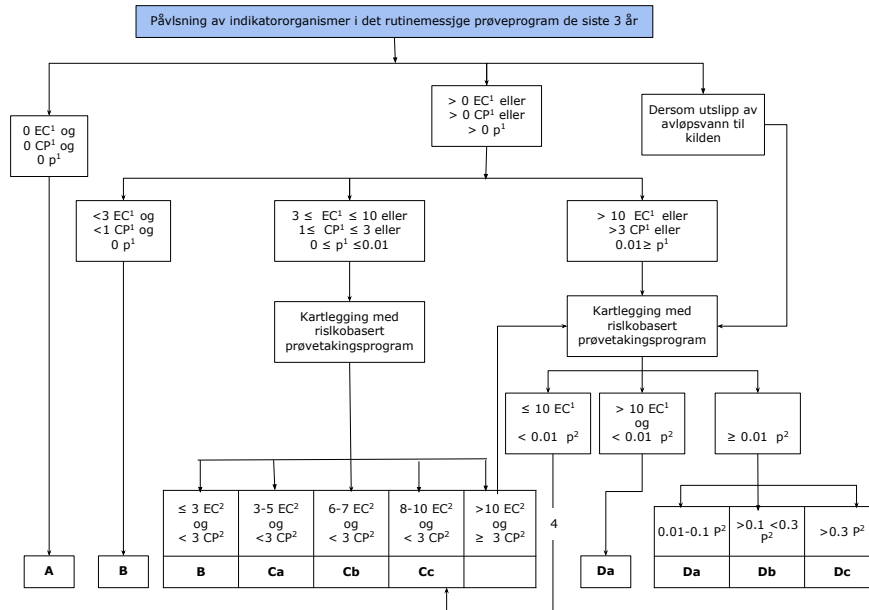 Påvlsning av indikatororganismer i det rutinemessjge prøveprogram de siste 3 år
0 EC¹ og
0 CP¹ og
0 p¹
> 0 EC¹ eller
> 0 CP¹ eller
> 0 p¹
Dersom utslipp av
avløpsvann til
kilden
<3 EC¹ og
<1 CP¹ og
0 p¹
3 ≤ EC¹ ≤ 10 eller
1≤ CP¹ ≤ 3 eller
0 ≤ p¹ ≤0.01
> 10 EC¹ eller
>3 CP¹ eller
0.01≥ p¹
Kartlegging med
rislkobasert
prøvetakingsprogram
Kartlegging med
rislkobasert
prøvetakingsprogram
≤ 10 EC¹
< 0.01 p²
> 10 EC¹
og
< 0.01 p²
≥ 0.01 p²
≤ 3 EC²
og
< 3 CP²
3-5 EC²
og
<3 CP²
6-7 EC²
og
< 3 CP²
8-10 EC²
og
< 3 CP²
>10 EC²
og
≥ 3 CP²
4
0.01-0.1 P²
>0.1 <0.3
P²
>0.3 P²
A
B
B
Ca
Cb
Cc
Da
Da
Db
Dc